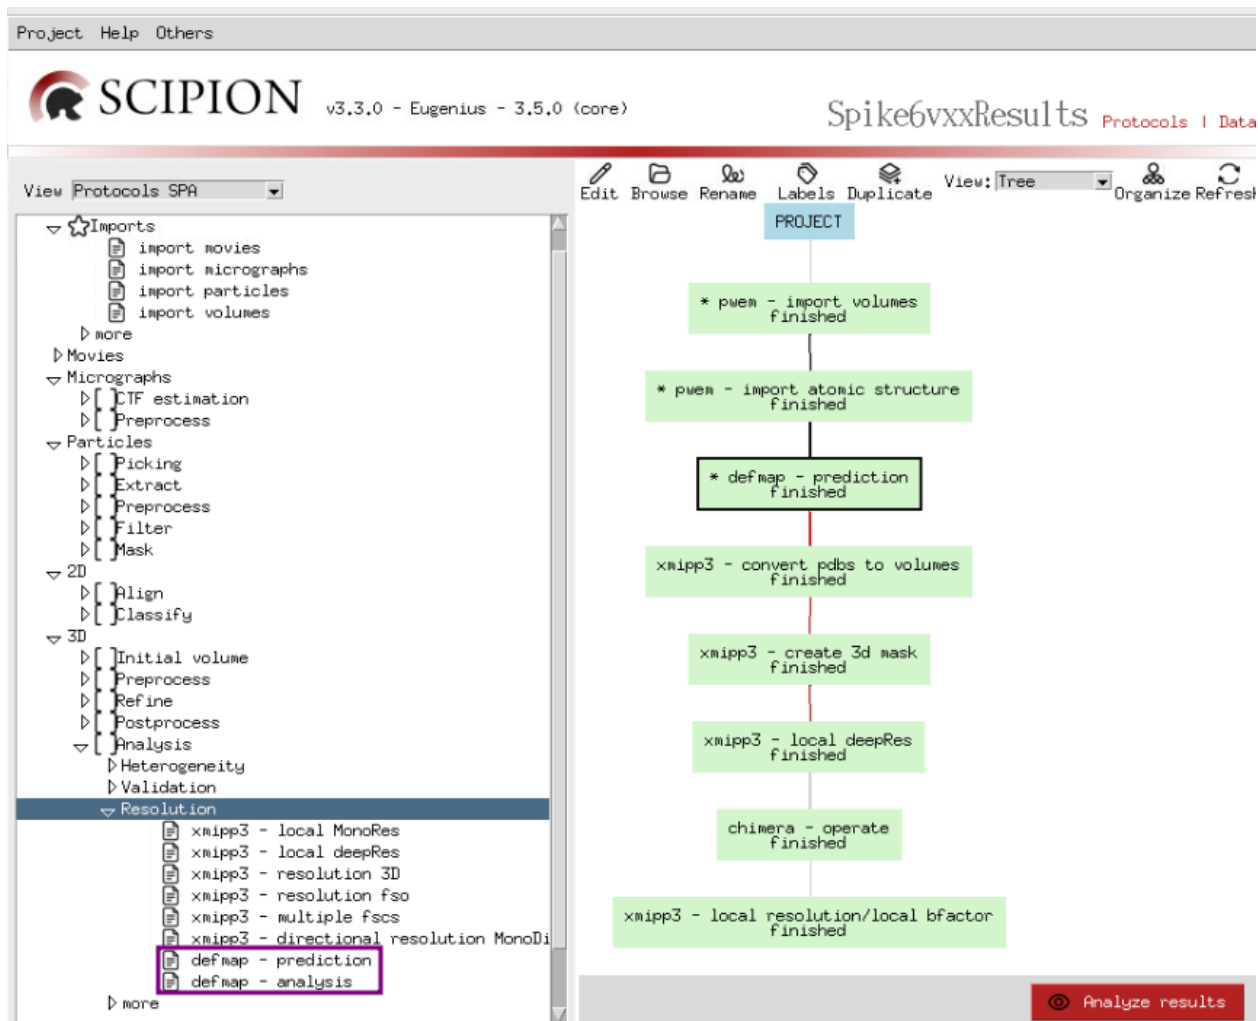 Project Help Others
SCIPION v3.3.0 - Eugenius - 3.5.0 (core)
Spike6vxxResults Protocols | Data
View Protocols SPA
Imports
import movies
import micrographs
import particles
import volumes
more
Movies
Micrographs
[ ]CTF estimation
[ ]Preprocess
Particles
[ ]Picking
[ ]Extract
[ ]Preprocess
[ ]Filter
[ ]Mask
2D
[ ]Align
[ ]Classify
3D
[ ]Initial volume
[ ]Preprocess
[ ]Refine
[ ]Postprocess
[ ]Analysis
Heterogeneity
Validation
Resolution
xmipp3 - local MonoRes
xmipp3 - local deepRes
xmipp3 - resolution 3D
xmipp3 - resolution fso
xmipp3 - multiple fscs
xmipp3 - directional resolution MonoDi
defmap - prediction
defmap - analysis
more
Edit Browse Rename Labels Duplicate View: Tree Organize Refresh
PROJECT
* pwem - import volumes
finished
* pwem - import atomic structure
finished
* defmap - prediction
finished
xmipp3 - convert pdbs to volumes
finished
xmipp3 - create 3d mask
finished
xmipp3 - local deepRes
finished
chimera - operate
finished
xmipp3 - local resolution/local bfactor
finished
Analyze results